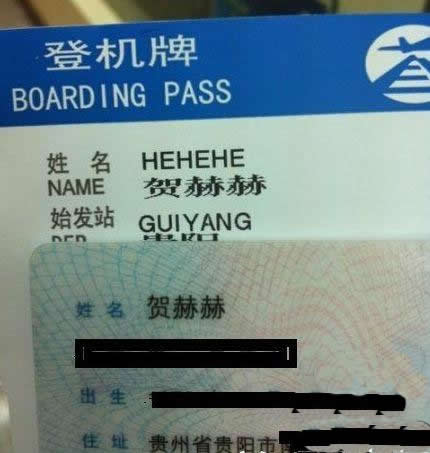 登机牌
BOARDING PASS
姓 名 HEHEHE
NAME 贺赫赫
始发站 GUIYANG
姓 名 贺赫赫
出 生
住 址 贵州省贵阳市